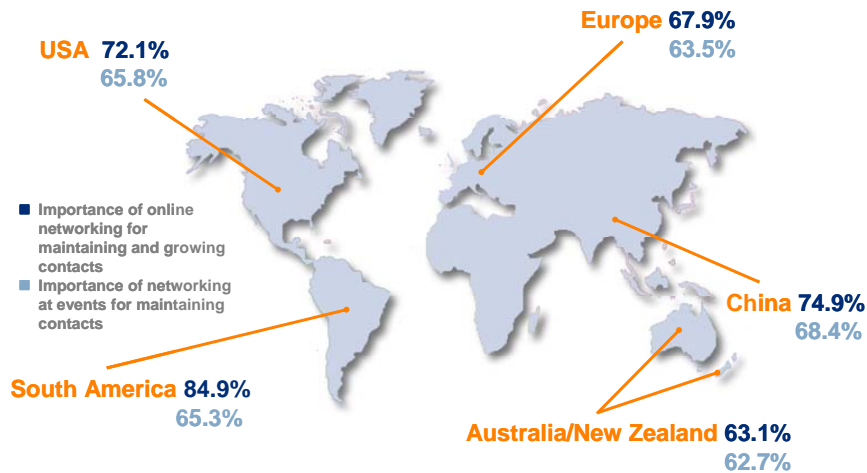 Europe 67.9%
63.5%
USA 72.1%
65.8%
Importance of online
networking for
maintaining and growing
contacts
Importance of networking
at events for maintaining
contacts
China 74.9%
68.4%
South America 84.9%
65.3%
Australia/New Zealand 63.1%
62.7%